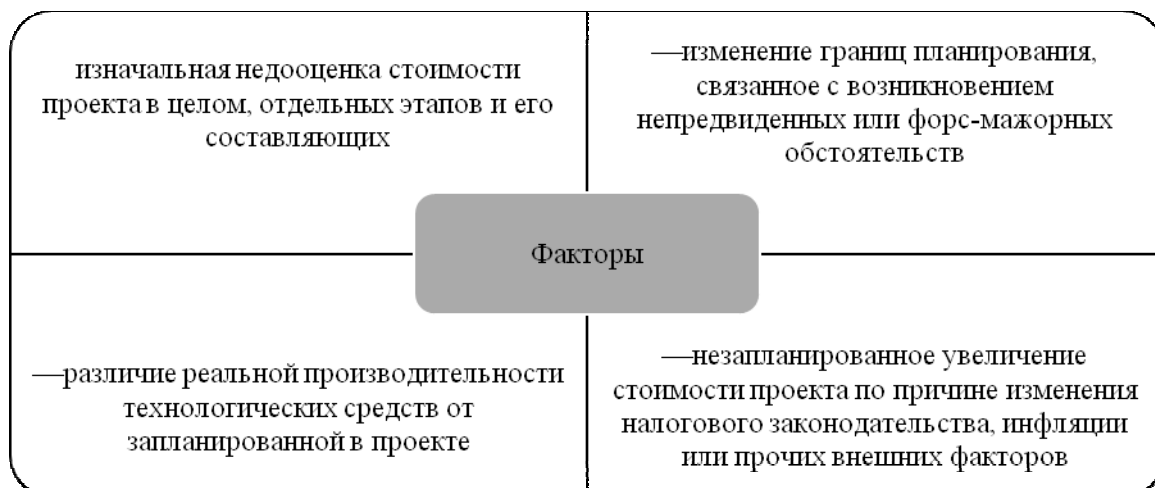 изначальная недооценка стоимости
проекта в целом, отдельных этапов и его
составляющих
—изменение границ планирования,
связанное с возникновением
непредвиденных или форс-мажорных
обстоятельств
Факторы
—различие реальной производительности
технологических средств от
запланированной в проекте
—незапланированное увеличение
стоимости проекта по причине изменения
налогового законодательства, инфляции
или прочих внешних факторов